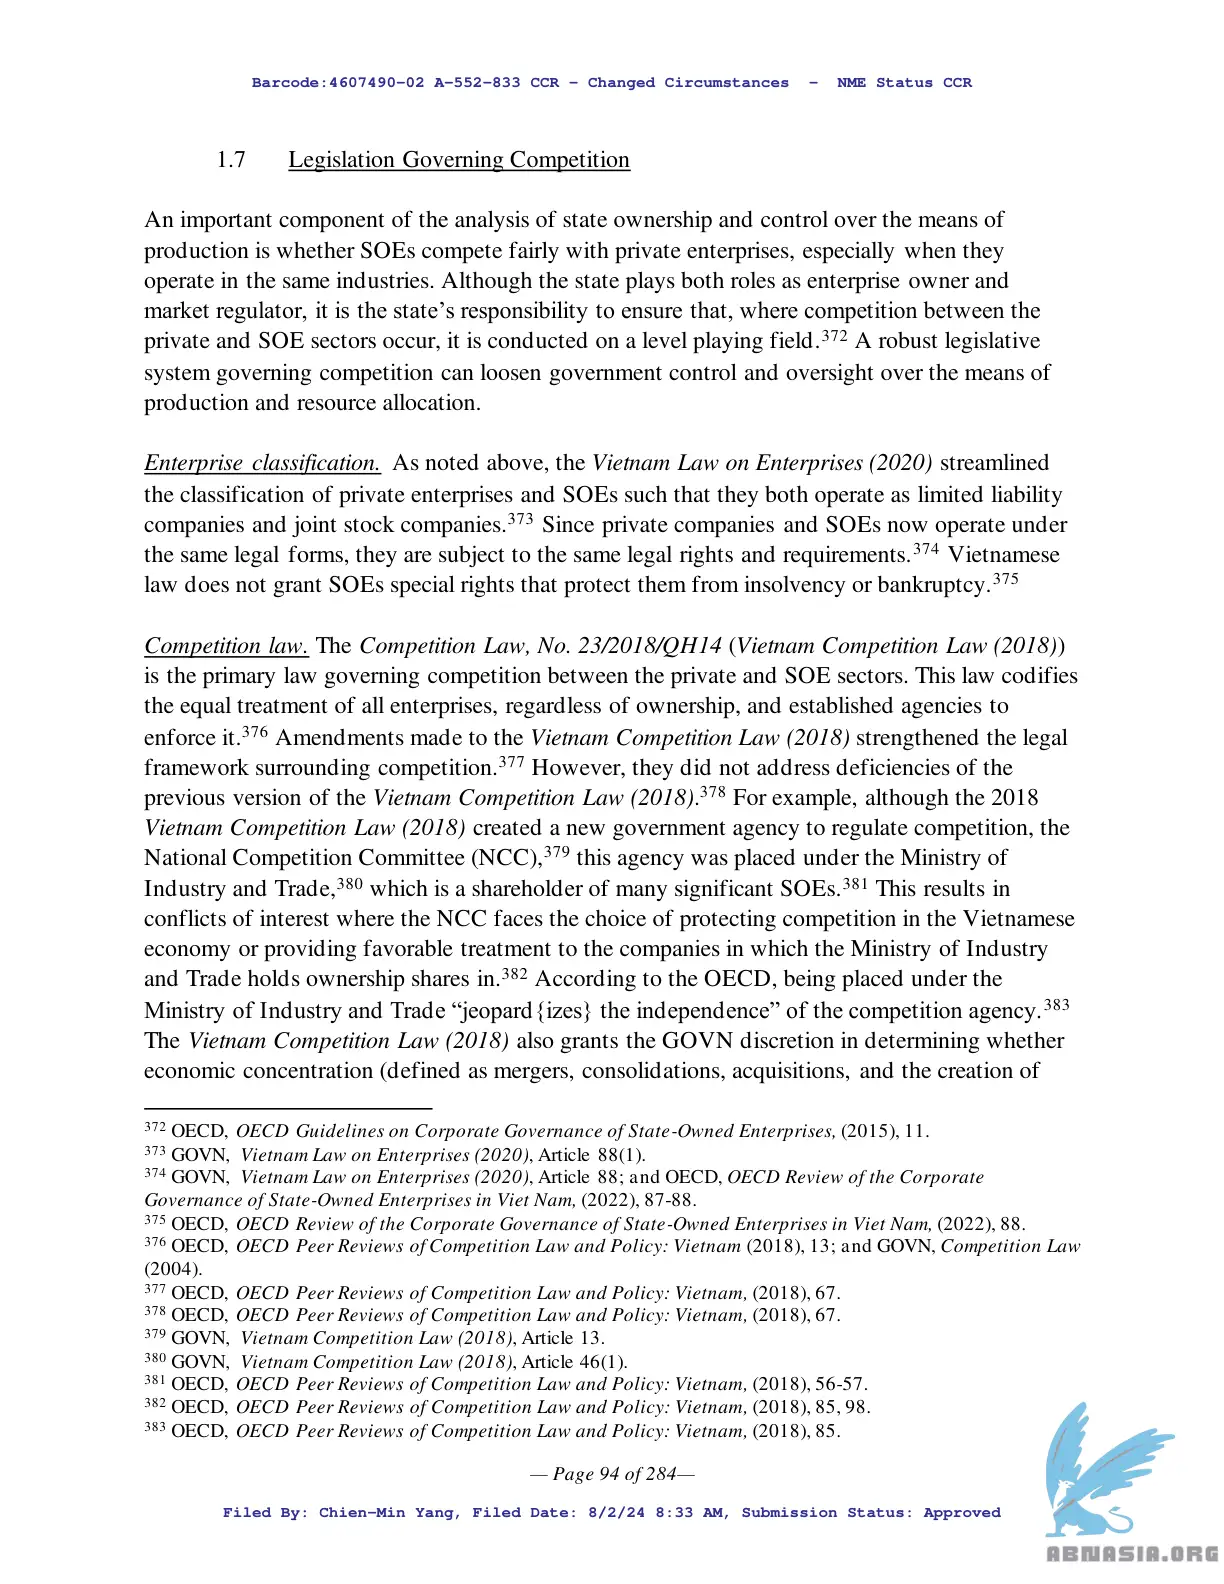 Barcode:4607490-02 A-552-833 CCR - Changed Circumstances - NME Status CCR
1.7 Legislation Governing Competition
An important component of the analysis of state ownership and control over the means of
production is whether SOEs compete fairly with private enterprises, especially when they
operate in the same industries. Although the state plays both roles as enterprise owner and
market regulator, it is the state’s responsibility to ensure that, where competition between the
private and SOE sectors occur, it is conducted on a level playing field.372 A robust legislative
system governing competition can loosen government control and oversight over the means of
production and resource allocation.
Enterprise classification. As noted above, the Vietnam Law on Enterprises (2020) streamlined
the classification of private enterprises and SOEs such that they both operate as limited liability
companies and joint stock companies.373 Since private companies and SOEs now operate under
the same legal forms, they are subject to the same legal rights and requirements.374 Vietnamese
law does not grant SOEs special rights that protect them from insolvency or bankruptcy.375
Competition law. The Competition Law, No. 23/2018/QH14 (Vietnam Competition Law (2018))
is the primary law governing competition between the private and SOE sectors. This law codifies
the equal treatment of all enterprises, regardless of ownership, and established agencies to
enforce it.376 Amendments made to the Vietnam Competition Law (2018) strengthened the legal
framework surrounding competition.377 However, they did not address deficiencies of the
previous version of the Vietnam Competition Law (2018).378 For example, although the 2018
Vietnam Competition Law (2018) created a new government agency to regulate competition, the
National Competition Committee (NCC),379 this agency was placed under the Ministry of
Industry and Trade,380 which is a shareholder of many significant SOEs.381 This results in
conflicts of interest where the NCC faces the choice of protecting competition in the Vietnamese
economy or providing favorable treatment to the companies in which the Ministry of Industry
and Trade holds ownership shares in.382 According to the OECD, being placed under the
Ministry of Industry and Trade “jeopard{izes} the independence” of the competition agency.383
The Vietnam Competition Law (2018) also grants the GOVN discretion in determining whether
economic concentration (defined as mergers, consolidations, acquisitions, and the creation of
372 OECD, OECD Guidelines on Corporate Governance of State-Owned Enterprises, (2015), 11.
373 GOVN, Vietnam Law on Enterprises (2020), Article 88(1).
374 GOVN, Vietnam Law on Enterprises (2020), Article 88; and OECD, OECD Review of the Corporate
Governance of State-Owned Enterprises in Viet Nam, (2022), 87-88.
375 OECD, OECD Review of the Corporate Governance of State-Owned Enterprises in Viet Nam, (2022), 88.
376 OECD, OECD Peer Reviews of Competition Law and Policy: Vietnam (2018), 13; and GOVN, Competition Law
(2004).
377 OECD, OECD Peer Reviews of Competition Law and Policy: Vietnam, (2018), 67.
378 OECD, OECD Peer Reviews of Competition Law and Policy: Vietnam, (2018), 67.
379 GOVN, Vietnam Competition Law (2018), Article 13.
380 GOVN, Vietnam Competition Law (2018), Article 46(1).
381 OECD, OECD Peer Reviews of Competition Law and Policy: Vietnam, (2018), 56-57.
382 OECD, OECD Peer Reviews of Competition Law and Policy: Vietnam, (2018), 85, 98.
383 OECD, OECD Peer Reviews of Competition Law and Policy: Vietnam, (2018), 85.
— Page 94 of 284—
Filed By: Chien-Min Yang, Filed Date: 8/2/24 8:33 AM, Submission Status: Approved
ABNASIA.ORG